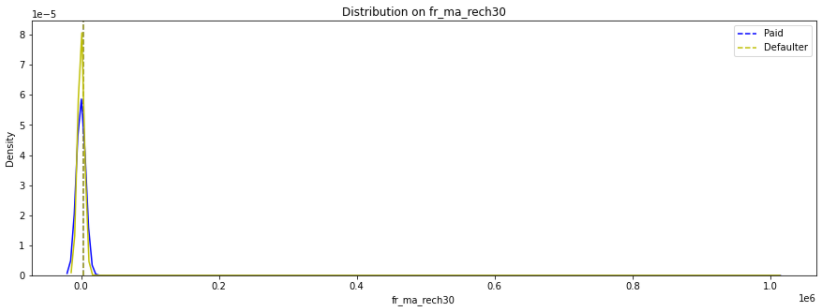 Distribution on fr_ma_rech30
1e−5
Paid
Defaulter
8
7
6
5
4
3
2
1
0
Density
0.0 0.2 0.4 0.6 0.8 1.0
1e6
fr_ma_rech30